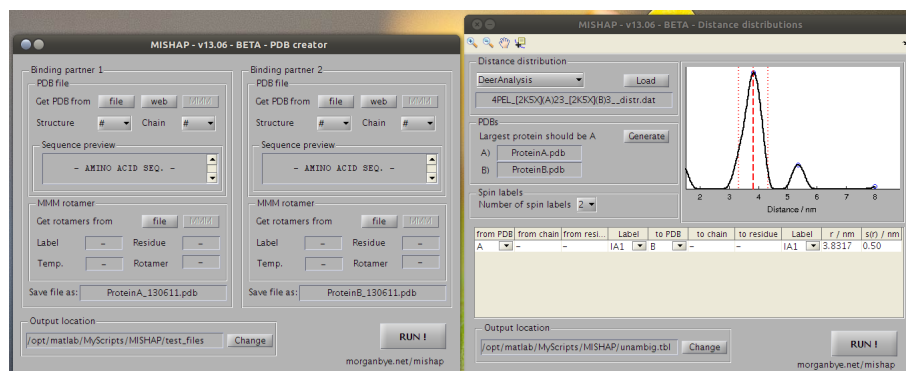 MISHAP - v13.06 - BETA - PDB creator
Binding partner 1
PDB file
Get PDB from file web MMM
Structure # Chain #
Sequence preview
- AMINO ACID SEQ. -
MMM rotamer
Get rotamers from file MMM
Label - Residue -
Temp. - Rotamer -
Save file as: ProteinA_130611.pdb
Binding partner 2
PDB file
Get PDB from file web MMM
Structure # Chain #
Sequence preview
- AMINO ACID SEQ. -
MMM rotamer
Get rotamers from file MMM
Label - Residue -
Temp. - Rotamer -
Save file as: ProteinB_130611.pdb
Output location
/opt/matlab/MyScripts/MISHAP/test_files Change
RUN !
morganbye.net/mishap
MISHAP - v13.06 - BETA - Distance distributions
Distance distribution
DeerAnalysis Load
4PEL_[2K5X](A)23_[2K5X](B)3__distr.dat
PDBs
Largest protein should be A Generate
A) ProteinA.pdb
B) ProteinB.pdb
Spin labels
Number of spin labels 2
2 3 4 5 6 7 8
Distance / nm
from PDB from chain from resi... Label to PDB to chain to residue Label r / nm s(r) / nm
A - - IA1 B - - IA1 3.8317 0.50
Output location
/opt/matlab/MyScripts/MISHAP/unambig.tbl Change
RUN !
morganbye.net/mishap